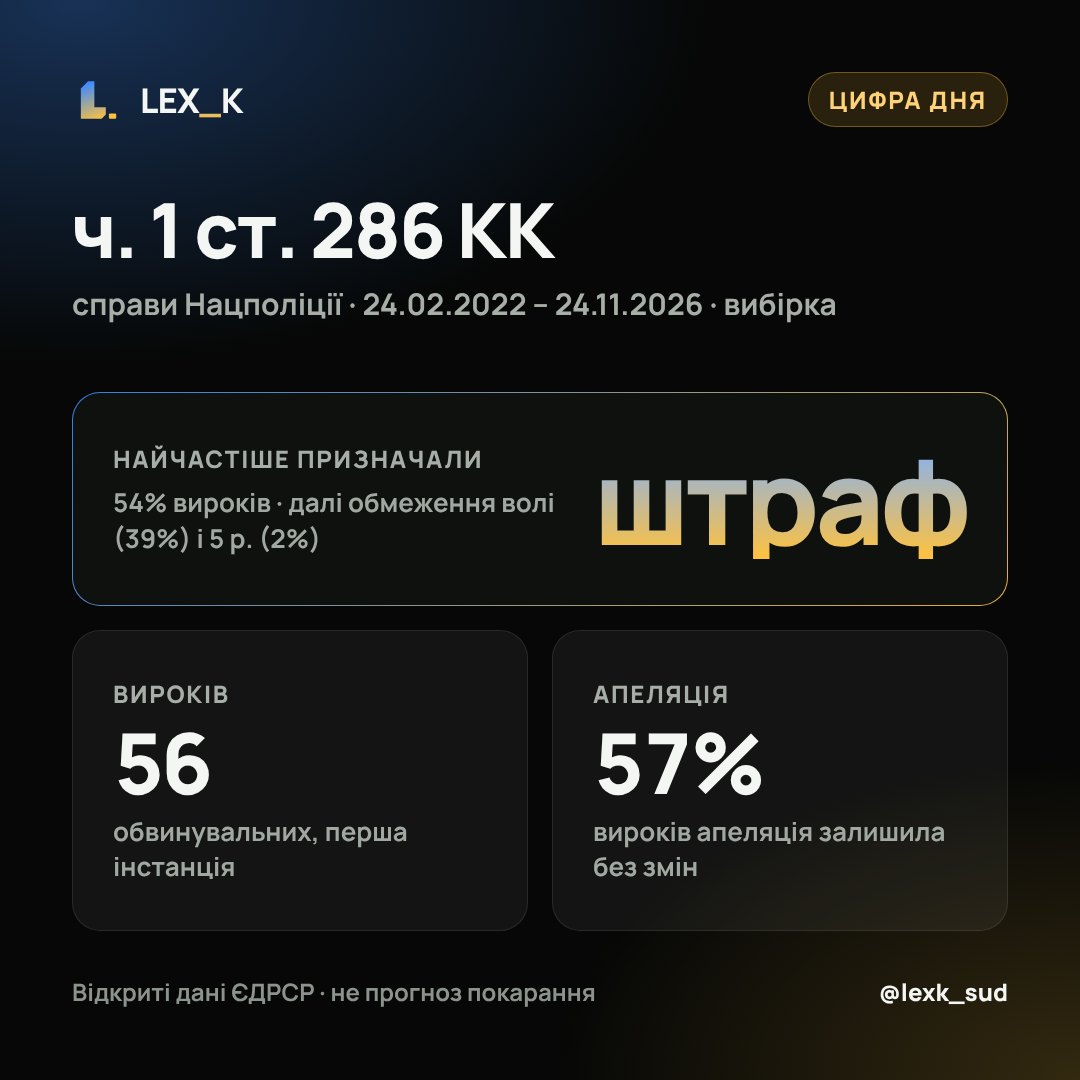 LEX_K
ЦИФРА ДНЯ
ч. 1 ст. 286 КК
справи Нацполіції · 24.02.2022 – 24.11.2026 · вибірка
НАЙЧАСТІШЕ ПРИЗНАЧАЛИ
54% вироків · далі обмеження волі
(39%) і 5 р. (2%)
штраф
ВИРОКІВ
56
обвинувальних, перша
інстанція
АПЕЛЯЦІЯ
57%
вироків апеляція залишила
без змін
Відкриті дані ЄДРСР · не прогноз покарання
@lexk_sud